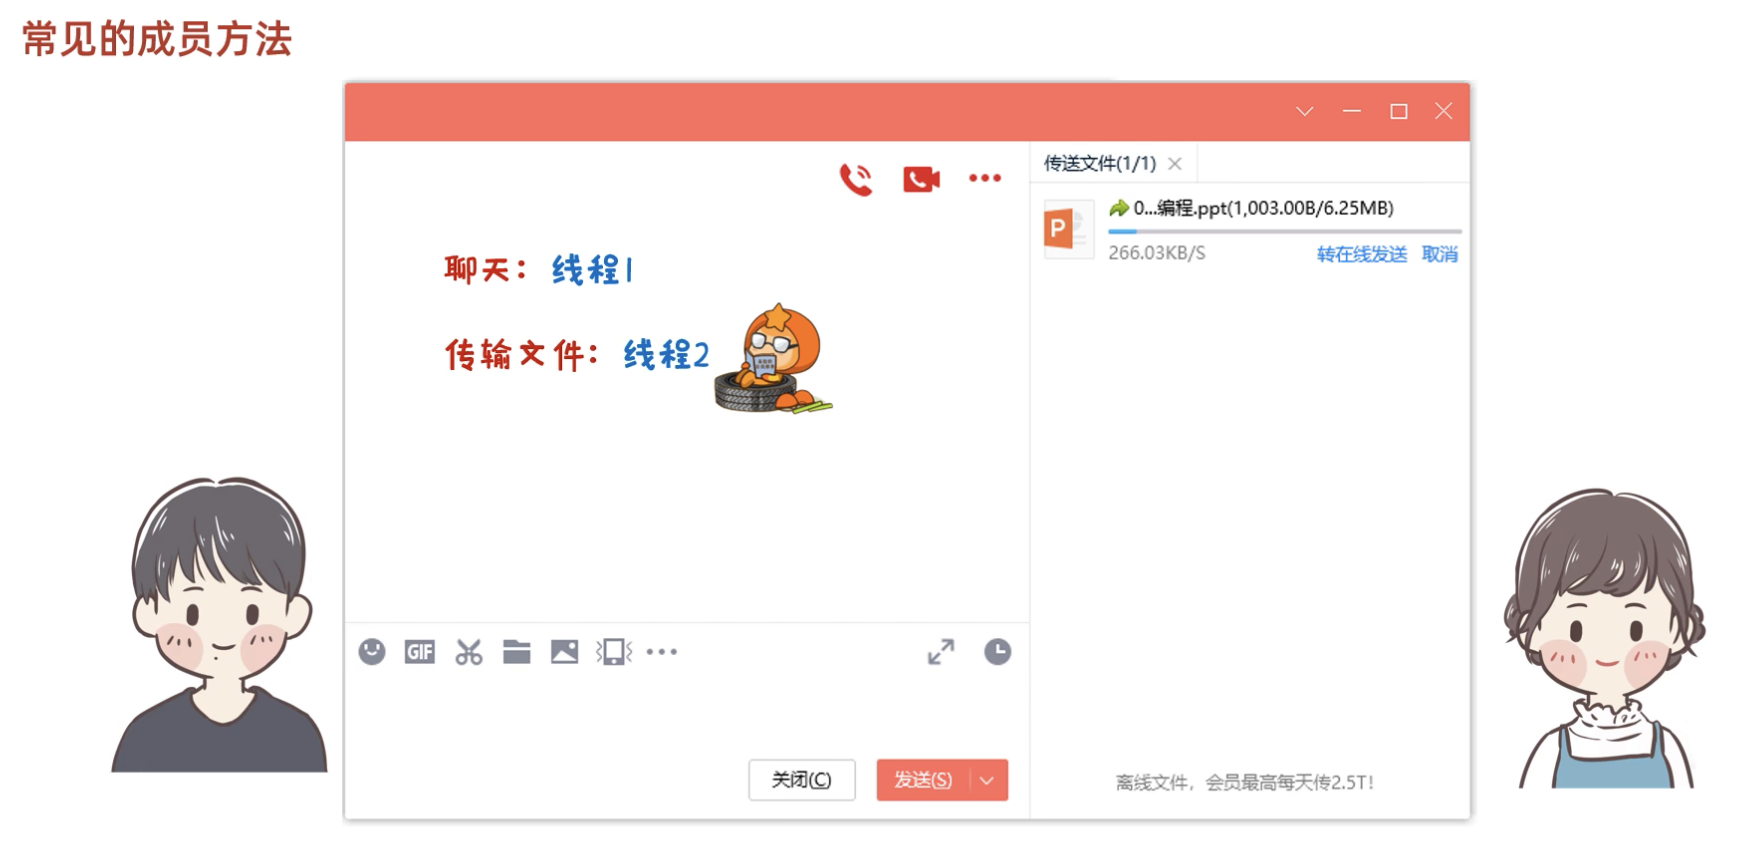 常见的成员方法
聊天：线程1
传输文件：线程2
传送文件(1/1)
0...编程.ppt(1,003.00B/6.25MB)
266.03KB/S 转在线发送 取消
P
GIF
关闭(C) 发送(S)
离线文件，会员最高每天传2.5T!